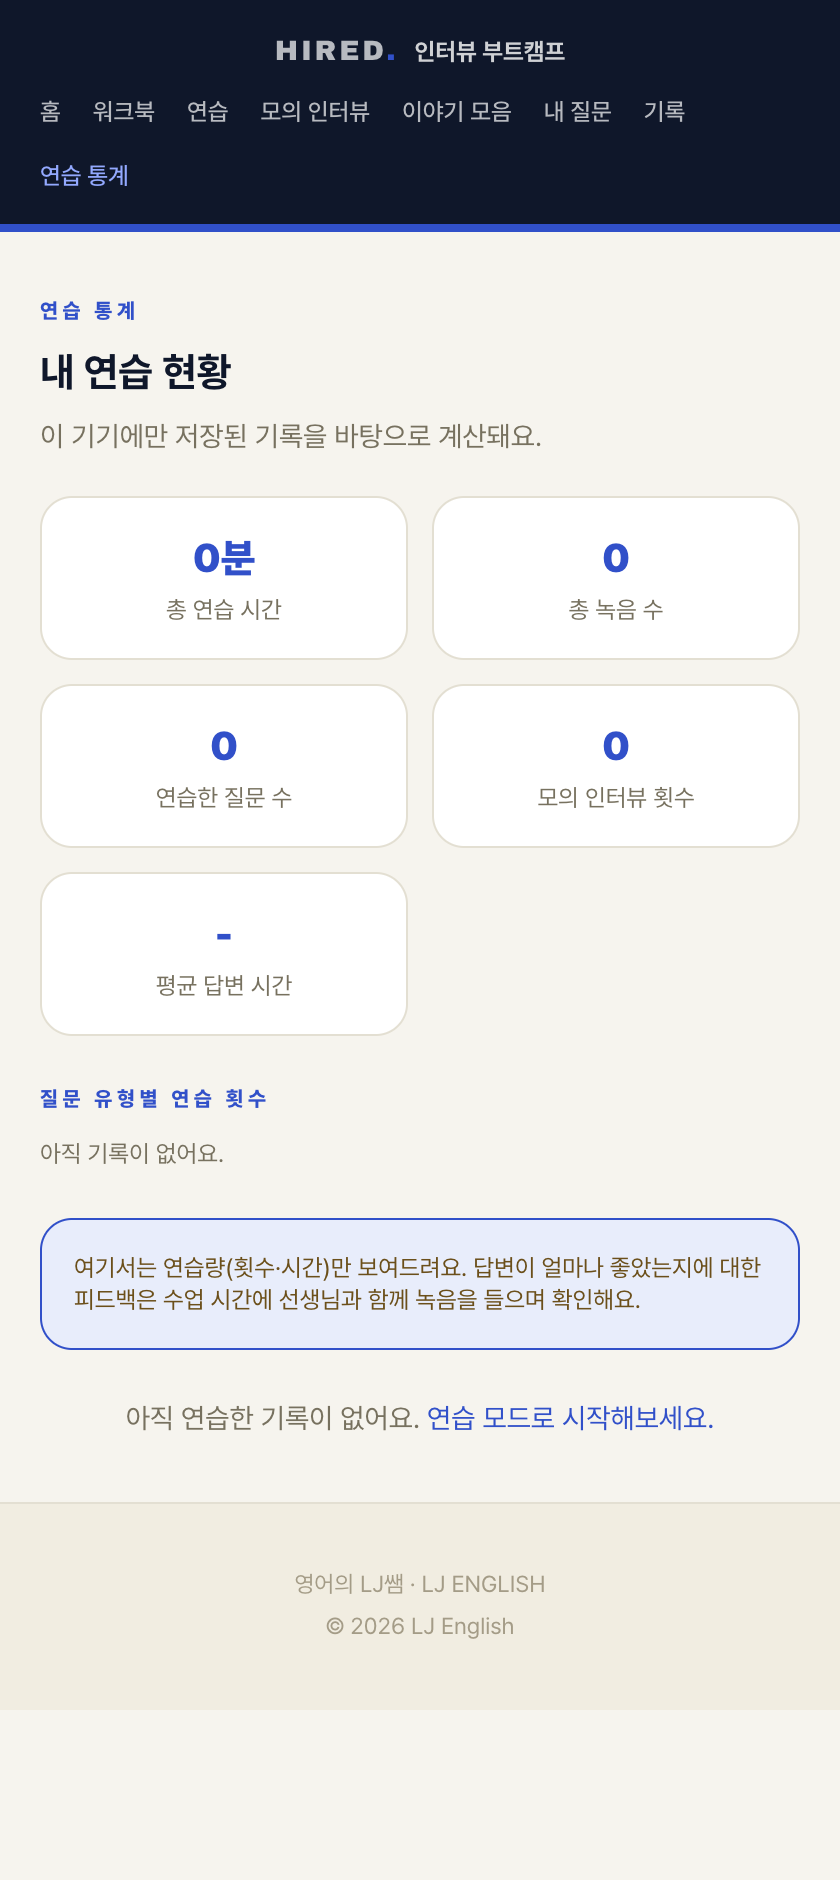 HIRED. 인터뷰 부트캠프
홈 워크북 연습 모의 인터뷰 이야기 모음 내 질문 기록
연습 통계
연습 통계
내 연습 현황
이 기기에만 저장된 기록을 바탕으로 계산돼요.
0분
총 연습 시간
0
총 녹음 수
0
연습한 질문 수
0
모의 인터뷰 횟수
-
평균 답변 시간
질문 유형별 연습 횟수
아직 기록이 없어요.
여기서는 연습량(횟수·시간)만 보여드려요. 답변이 얼마나 좋았는지에 대한
피드백은 수업 시간에 선생님과 함께 녹음을 들으며 확인해요.
아직 연습한 기록이 없어요. 연습 모드로 시작해보세요.
영어의 LJ쌤 · LJ ENGLISH
© 2026 LJ English